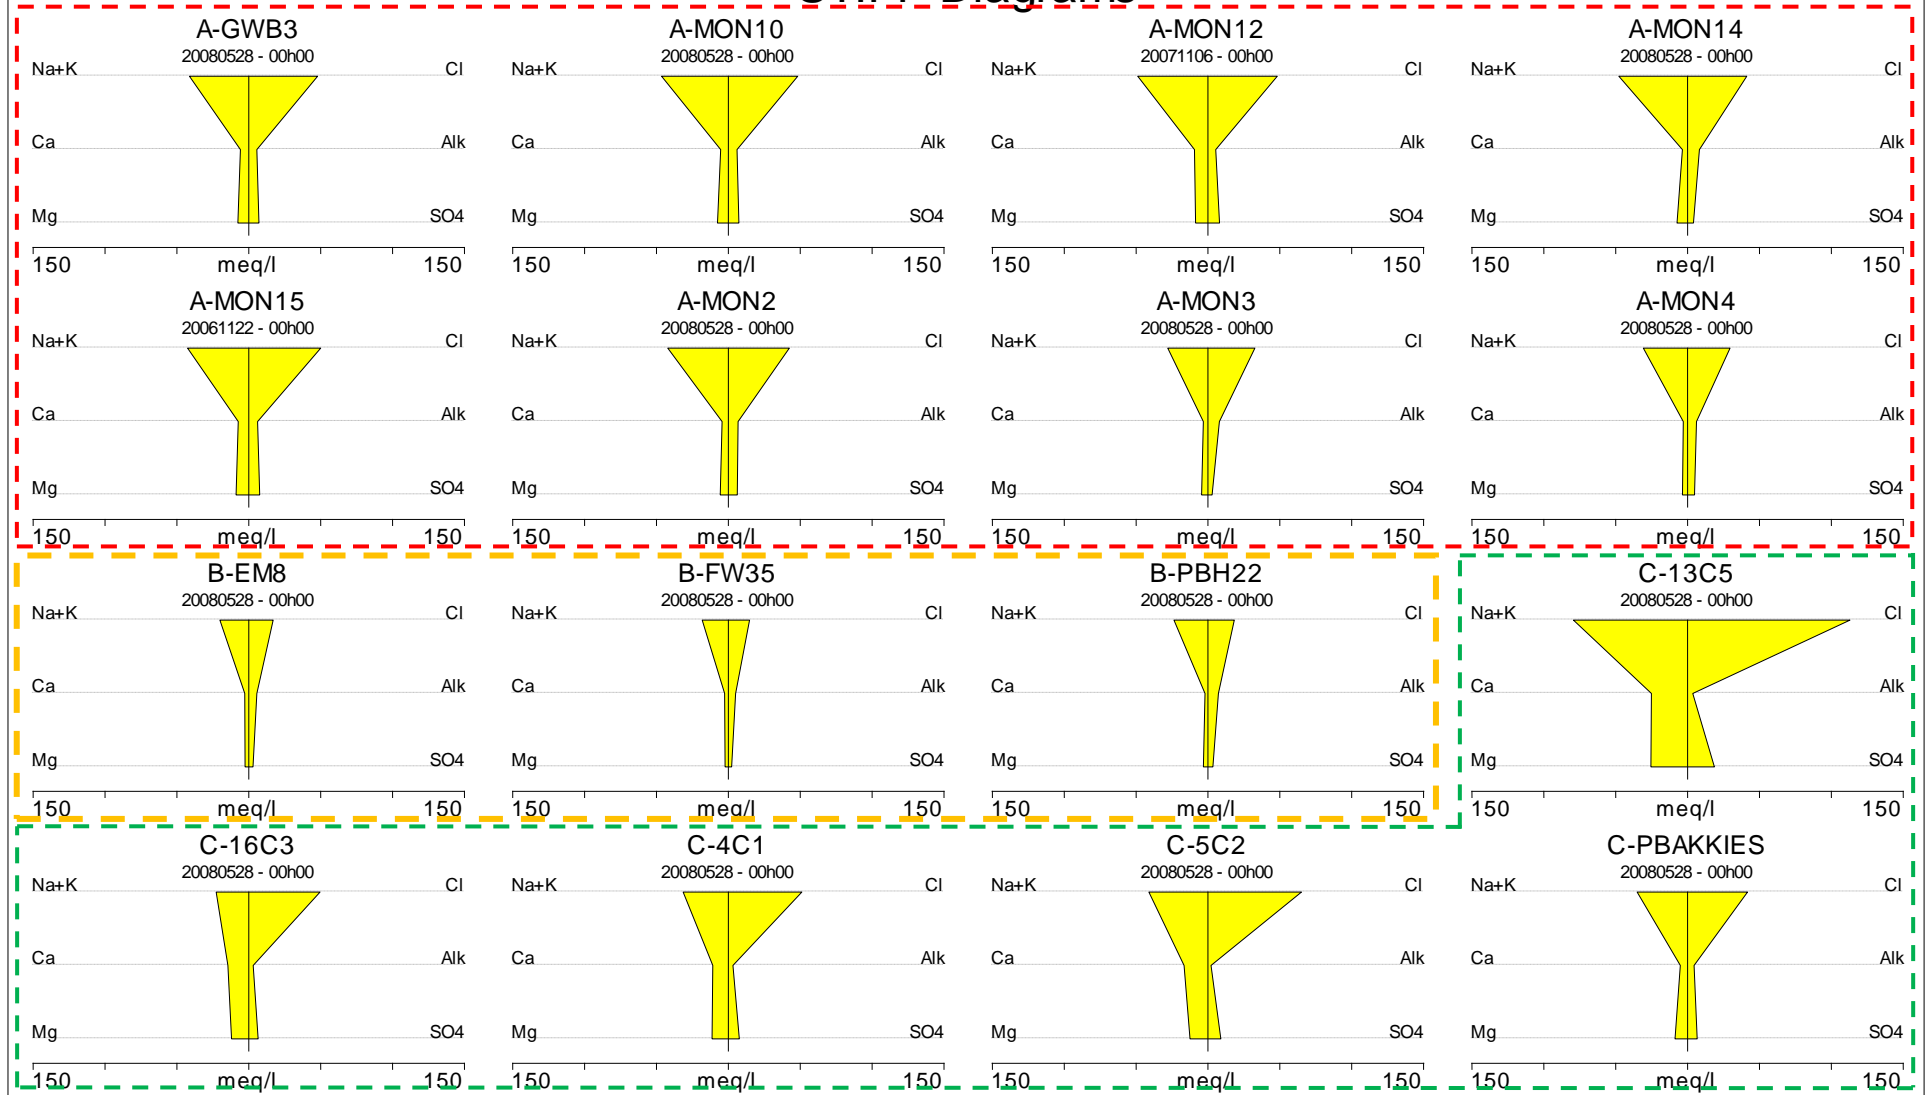 Diagrams
A-GWB3 A-MON10 A-MON12 A-MON14
20080528 - 00h00 20080528 - 00h00 20071106 - 00h00 20080528 - 00h00
Na+K Cl Na+K Cl Na+K Cl Na+K Cl
Ca Alk Ca Alk Ca Alk Ca Alk
Mg SO4 Mg SO4 Mg SO4 Mg SO4
150 meq/l 150 150 meq/l 150 150 meq/l 150 150 meq/l 150
A-MON15 A-MON2 A-MON3 A-MON4
20061122 - 00h00 20080528 - 00h00 20080528 - 00h00 20080528 - 00h00
Na+K Cl Na+K Cl Na+K Cl Na+K Cl
Ca Alk Ca Alk Ca Alk Ca Alk
Mg SO4 Mg SO4 Mg SO4 Mg SO4
150 meq/l 150 150 meq/l 150 150 meq/l 150 150 meq/l 150
B-EM8 B-FW35 B-PBH22 C-13C5
20080528 - 00h00 20080528 - 00h00 20080528 - 00h00 20080528 - 00h00
Na+K Cl Na+K Cl Na+K Cl Na+K Cl
Ca Alk Ca Alk Ca Alk Ca Alk
Mg SO4 Mg SO4 Mg SO4 Mg SO4
150 meq/l 150 150 meq/l 150 150 meq/l 150 150 meq/l 150
C-16C3 C-4C1 C-5C2 C-PBAKKIES
20080528 - 00h00 20080528 - 00h00 20080528 - 00h00 20080528 - 00h00
Na+K Cl Na+K Cl Na+K Cl Na+K Cl
Ca Alk Ca Alk Ca Alk Ca Alk
Mg SO4 Mg SO4 Mg SO4 Mg SO4
150 meq/l 150 150 meq/l 150 150 meq/l 150 150 meq/l 150